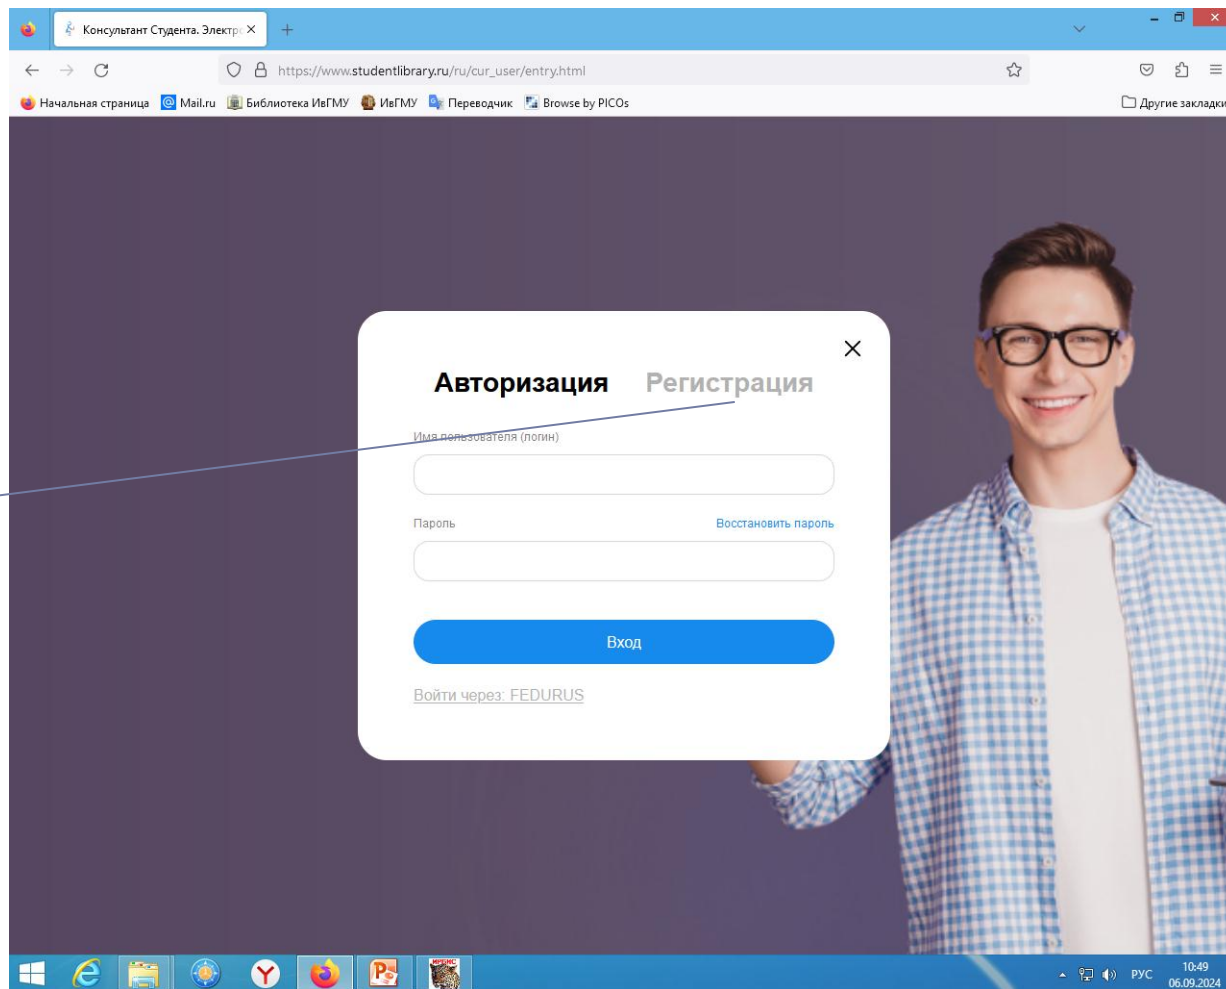 Консультант Студента. Электро
https://www.studentlibrary.ru/ru/cur_user/entry.html
Начальная страница Mail.ru Библиотека ИвГМУ ИвГМУ Переводчик Browse by PICOs Другие закладки
Авторизация Регистрация
Имя пользователя (логин)
Пароль Восстановить пароль
Вход
Войти через: FEDURUS
ИРБИС
РУС 10:49
06.09.2024